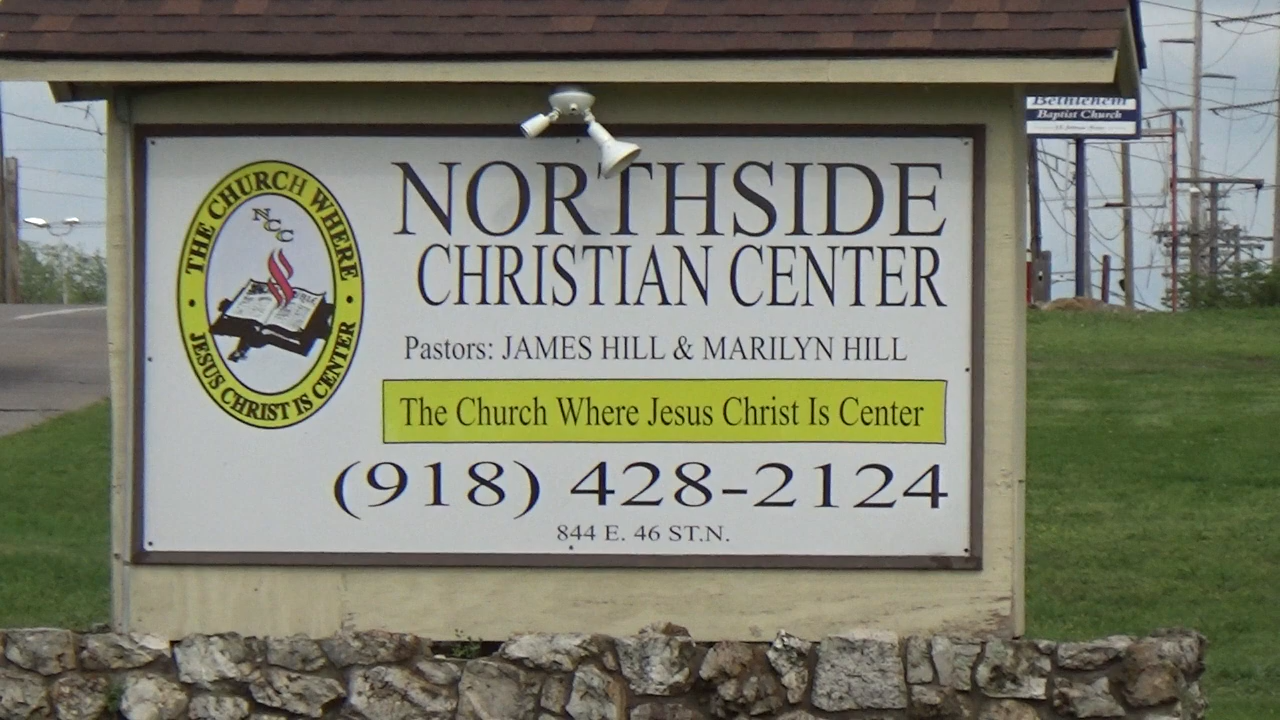 THE CHURCH WHERE
NCC
JESUS CHRIST IS CENTER
NORTHSIDE
CHRISTIAN CENTER
Pastors: JAMES HILL & MARILYN HILL
The Church Where Jesus Christ Is Center
(918) 428-2124
844 E. 46 ST.N.
Bethlehem
Baptist Church